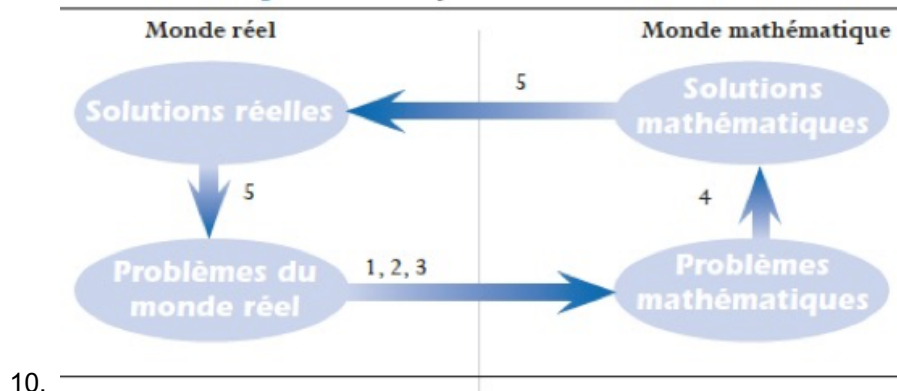 Monde réel
Monde mathématique
5
Solutions réelles
Solutions
mathématiques
5
4
Problèmes du
monde réel
1, 2, 3
Problèmes
mathématiques
10.